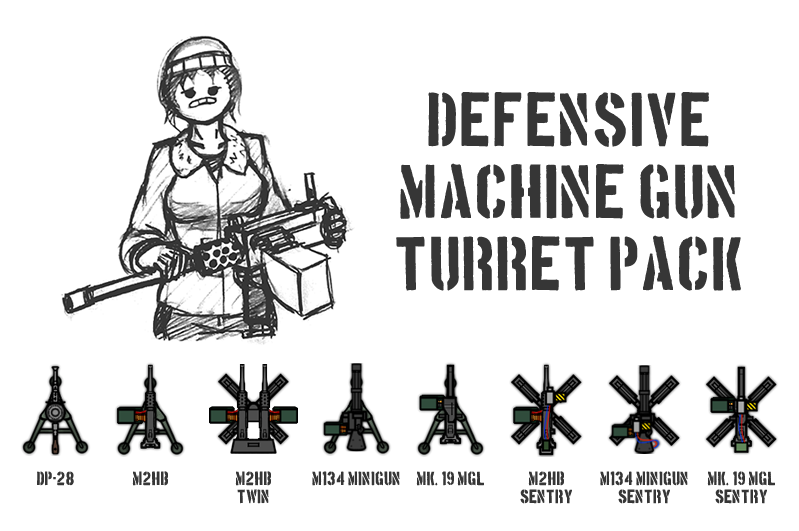 DEFENSIVE
MACHINE GUN
TURRET PACK
DP-28
M2HB
M2HB
TWIN
M134 MINIGUN
MK. 19 MGL
M2HB
SENTRY
M134 MINIGUN
SENTRY
MK. 19 MGL
SENTRY